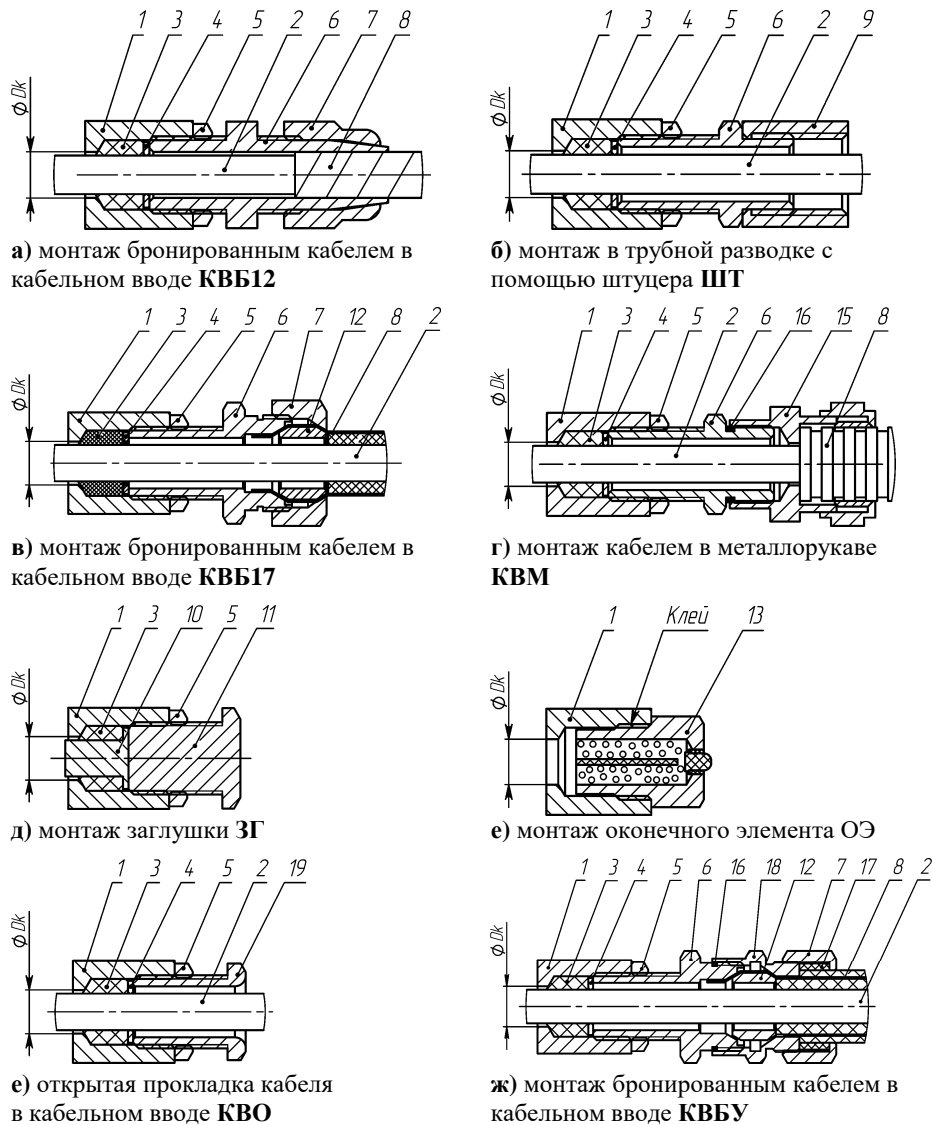 1 3 4 5 2 6 7 8
ϕ Dk
а) монтаж бронированным кабелем в
кабельном вводе КВБ12
1 3 4 5 6 2 9
ϕ Dk
б) монтаж в трубной разводке с
помощью штуцера ШТ
1 3 4 5 6 7 12 8 2
ϕ Dk
в) монтаж бронированным кабелем в
кабельном вводе КВБ17
1 3 4 5 2 6 16 15 8
ϕ Dk
г) монтаж кабелем в металлорукаве
КВМ
1 3 10 5 11
ϕ Dk
д) монтаж заглушки ЗГ
1 Клей 13
ϕ Dk
е) монтаж оконечного элемента ОЭ
1 3 4 5 2 19
ϕ Dk
е) открытая прокладка кабеля
в кабельном вводе КВО
1 3 4 5 6 16 18 12 7 17 8 2
ϕ Dk
ж) монтаж бронированным кабелем в
кабельном вводе КВБУ